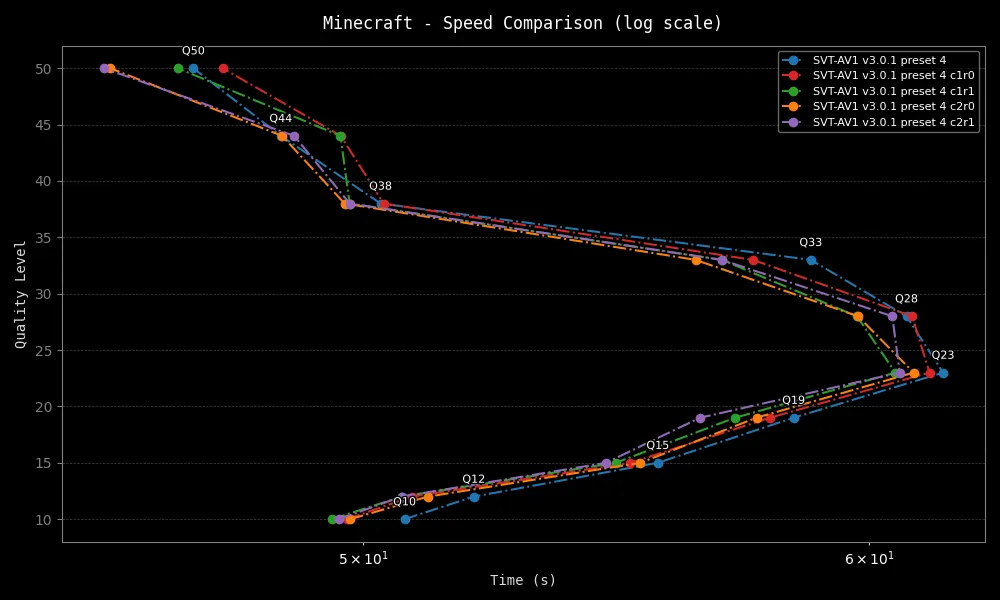 Minecraft - Speed Comparison (log scale)
SVT-AV1 v3.0.1 preset 4
SVT-AV1 v3.0.1 preset 4 c1r0
SVT-AV1 v3.0.1 preset 4 c1r1
SVT-AV1 v3.0.1 preset 4 c2r0
SVT-AV1 v3.0.1 preset 4 c2r1
Quality Level
50
45
40
35
30
25
20
15
10
Q50
Q44
Q38
Q33
Q28
Q23
Q19
Q15
Q12
Q10
5 × 10¹
6 × 10¹
Time (s)